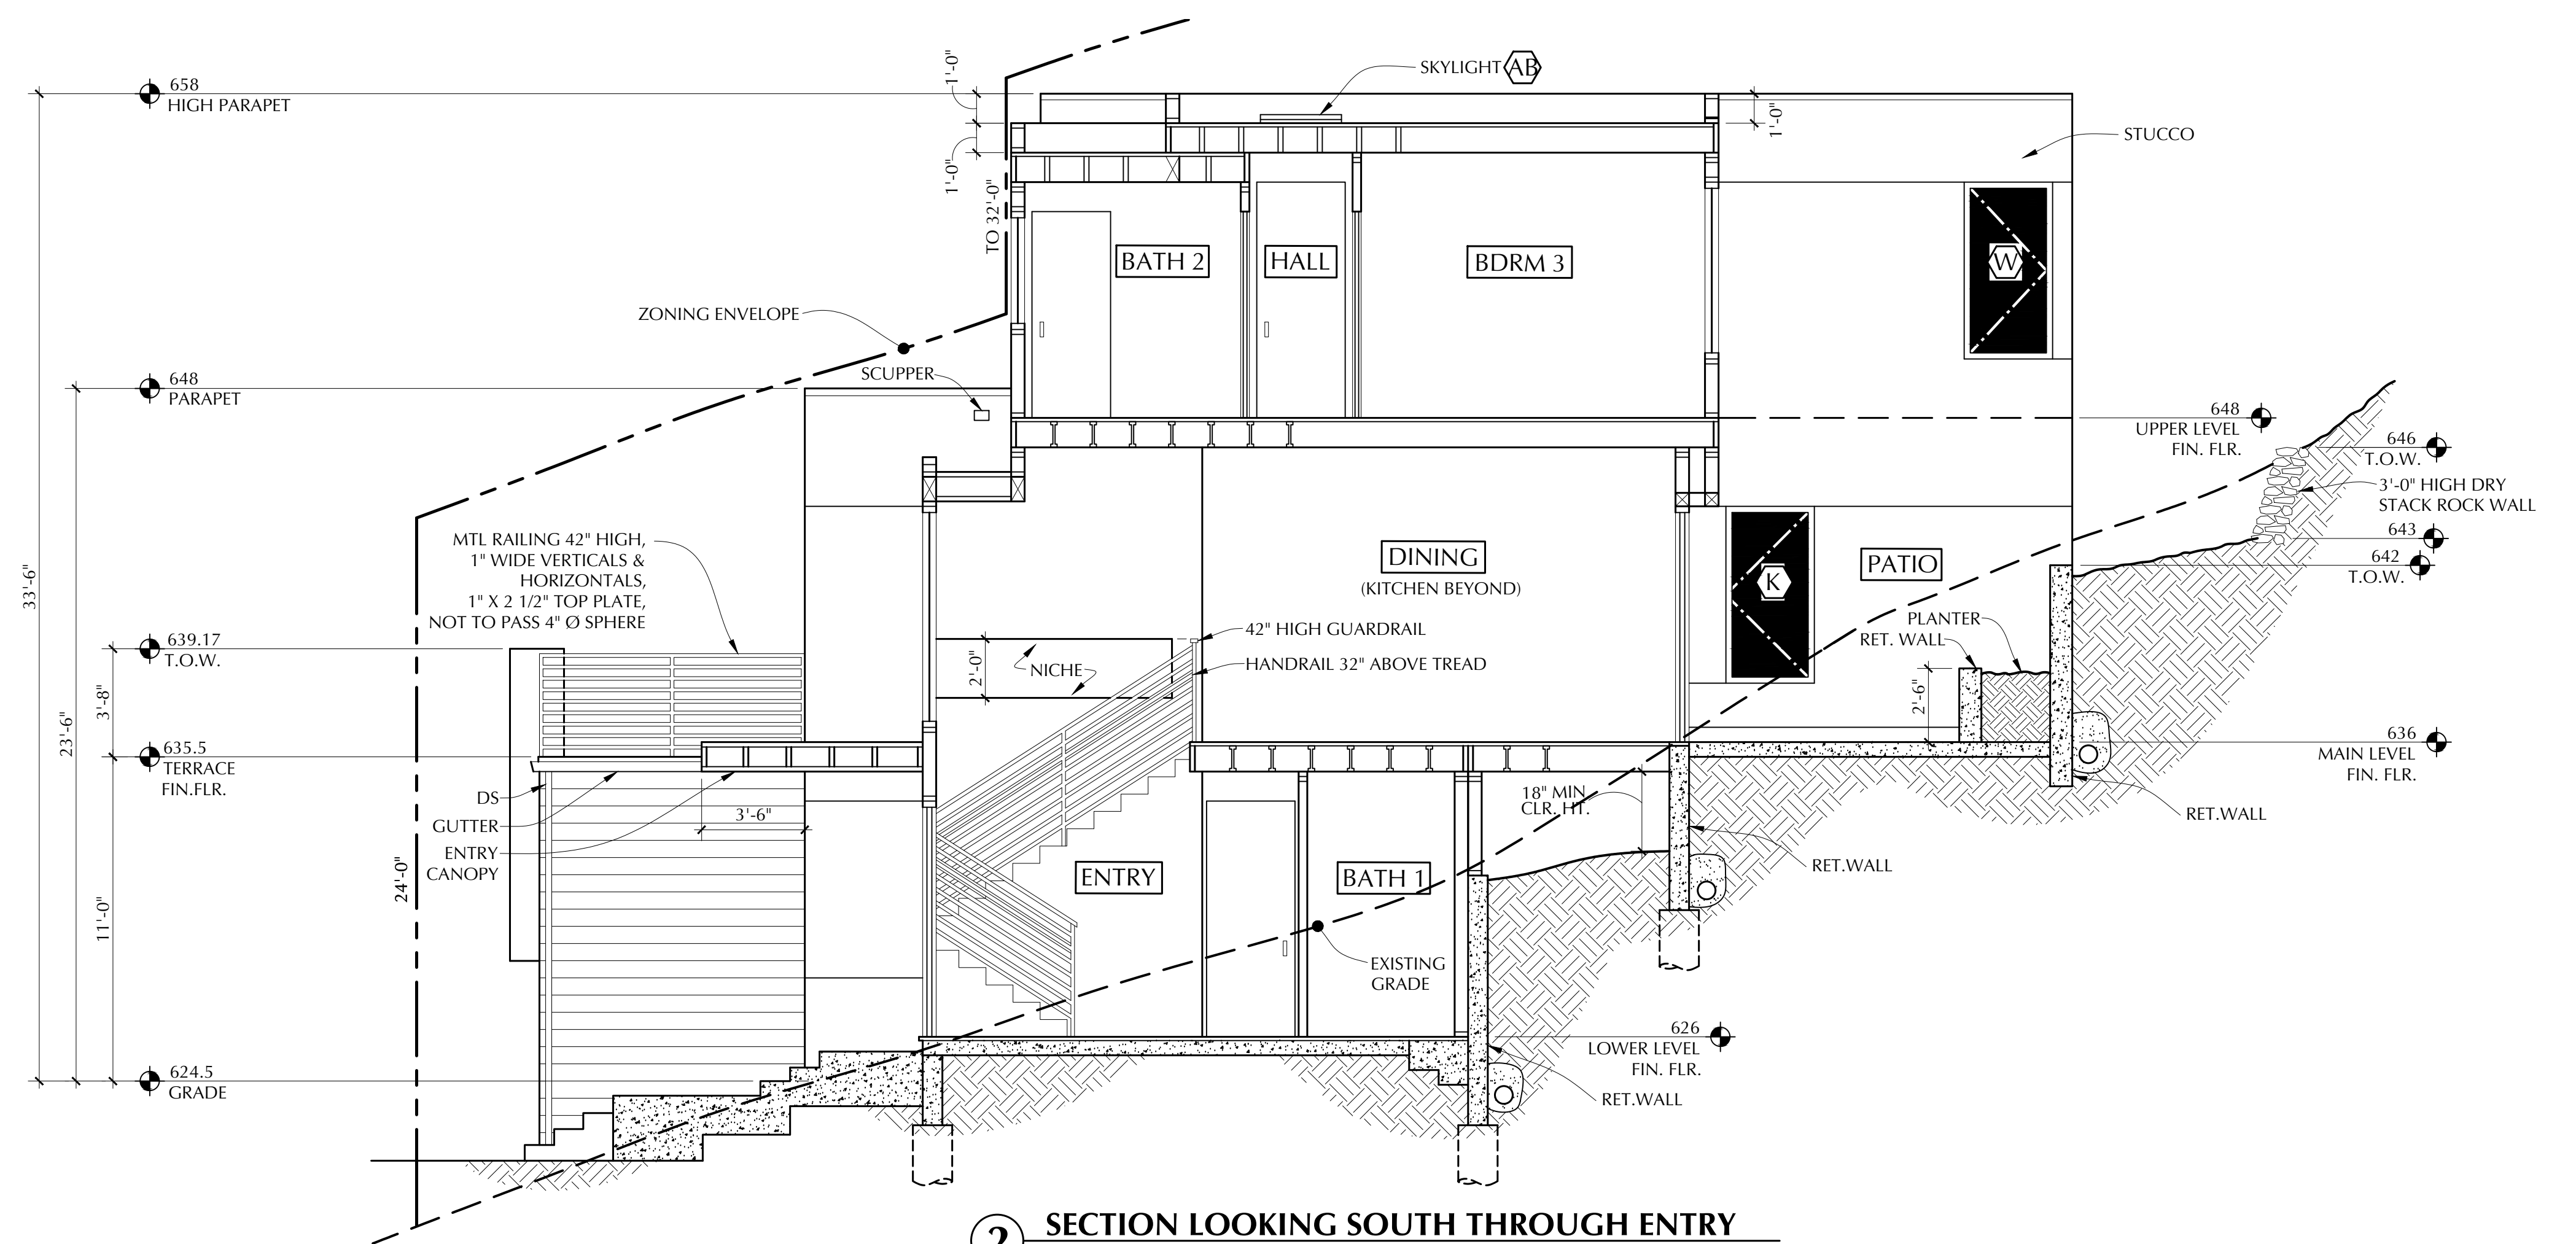 1'-0"
SKYLIGHT AB
658
HIGH PARAPET
1'-0"
1'-0"
STUCCO
TO 32'-0"
BATH 2
HALL
BDRM 3
W
ZONING ENVELOPE
SCUPPER
648
PARAPET
648
UPPER LEVEL
FIN. FLR.
646
T.O.W.
3'-0" HIGH DRY
STACK ROCK WALL
643
642
T.O.W.
MTL RAILING 42" HIGH,
1" WIDE VERTICALS &
HORIZONTALS,
1" X 2 1/2" TOP PLATE,
NOT TO PASS 4" Ø SPHERE
DINING
(KITCHEN BEYOND)
K
PATIO
33'-6"
23'-6"
3'-8"
11'-0"
24'-0"
639.17
T.O.W.
2'-0"
NICHE
42" HIGH GUARDRAIL
HANDRAIL 32" ABOVE TREAD
PLANTER
RET. WALL
2'-6"
635.5
TERRACE
FIN.FLR.
636
MAIN LEVEL
FIN. FLR.
DS
GUTTER
ENTRY
CANOPY
3'-6"
18" MIN.
CLR. HT.
RET.WALL
RET.WALL
ENTRY
BATH 1
EXISTING
GRADE
626
LOWER LEVEL
FIN. FLR.
RET.WALL
624.5
GRADE
2
SECTION LOOKING SOUTH THROUGH ENTRY